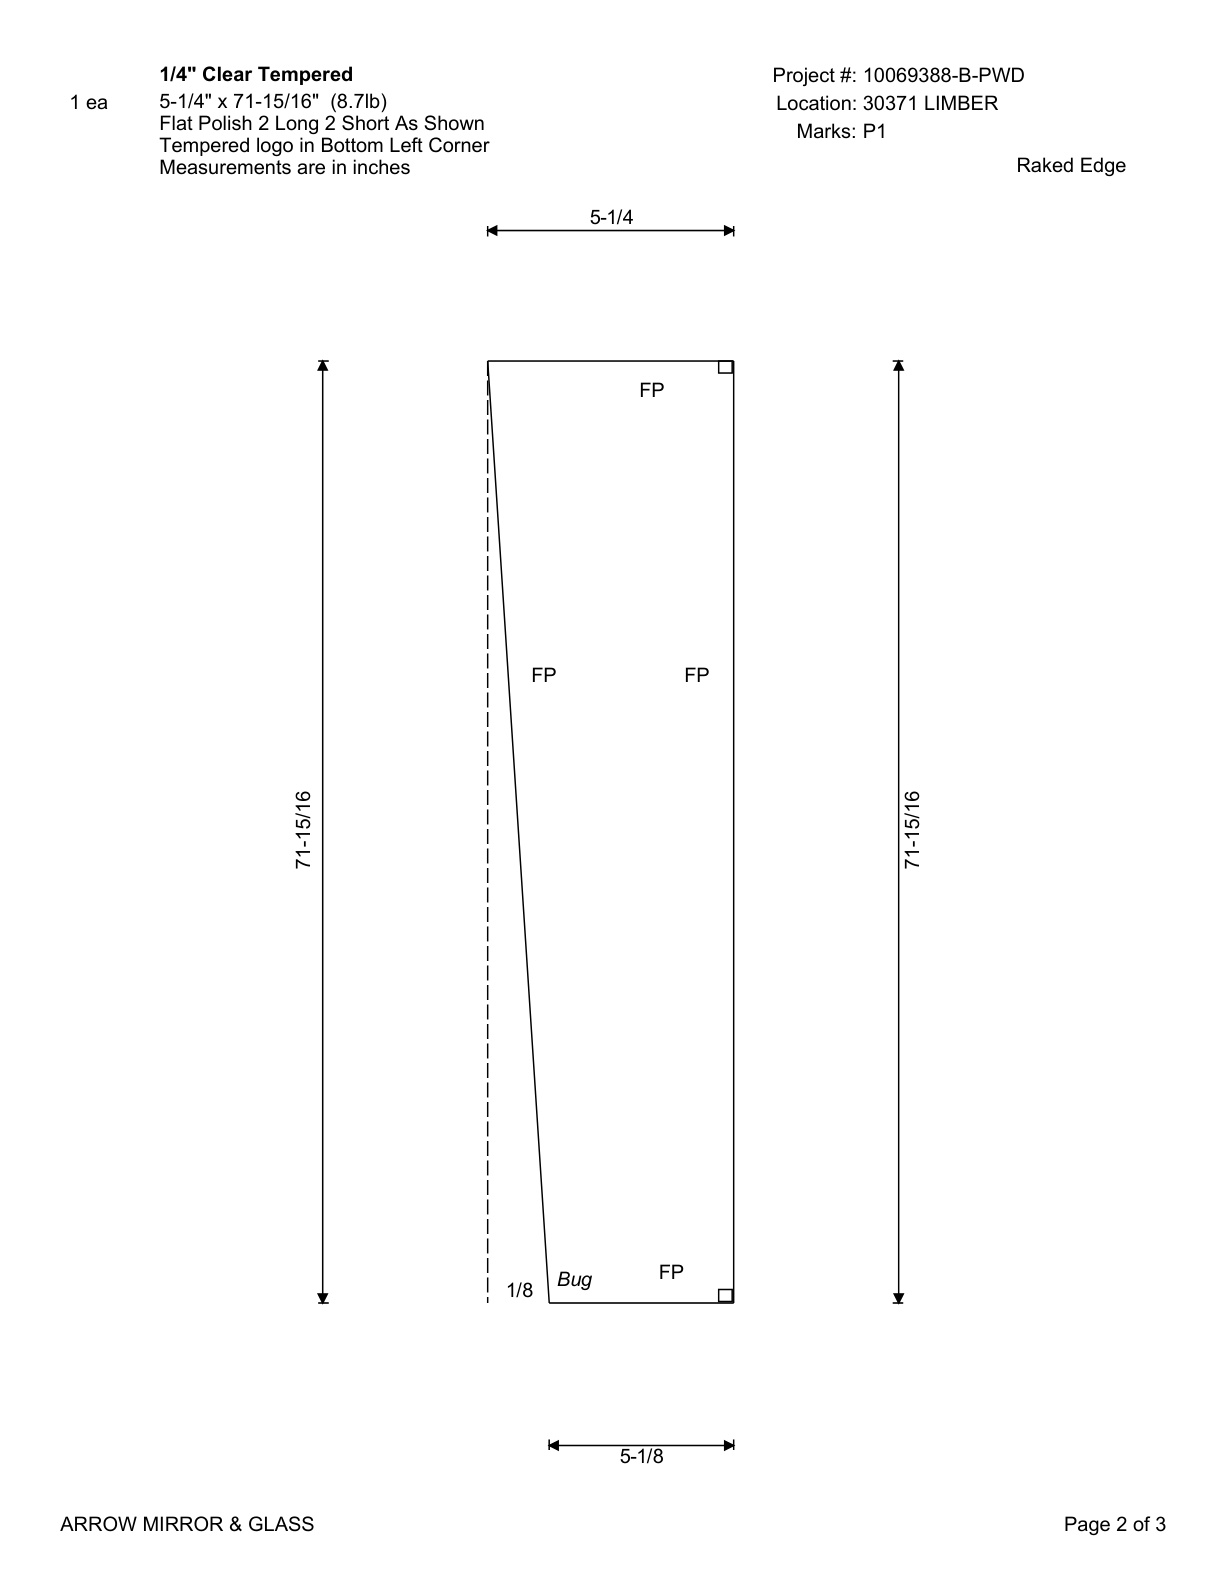 1/4" Clear Tempered
1 ea
5-1/4" x 71-15/16" (8.7lb)
Flat Polish 2 Long 2 Short As Shown
Tempered logo in Bottom Left Corner
Measurements are in inches
Project #: 10069388-B-PWD
Location: 30371 LIMBER
Marks: P1
Raked Edge
5-1/4
FP
FP
FP
71-15/16
71-15/16
FP
Bug
1/8
5-1/8
ARROW MIRROR & GLASS
Page 2 of 3